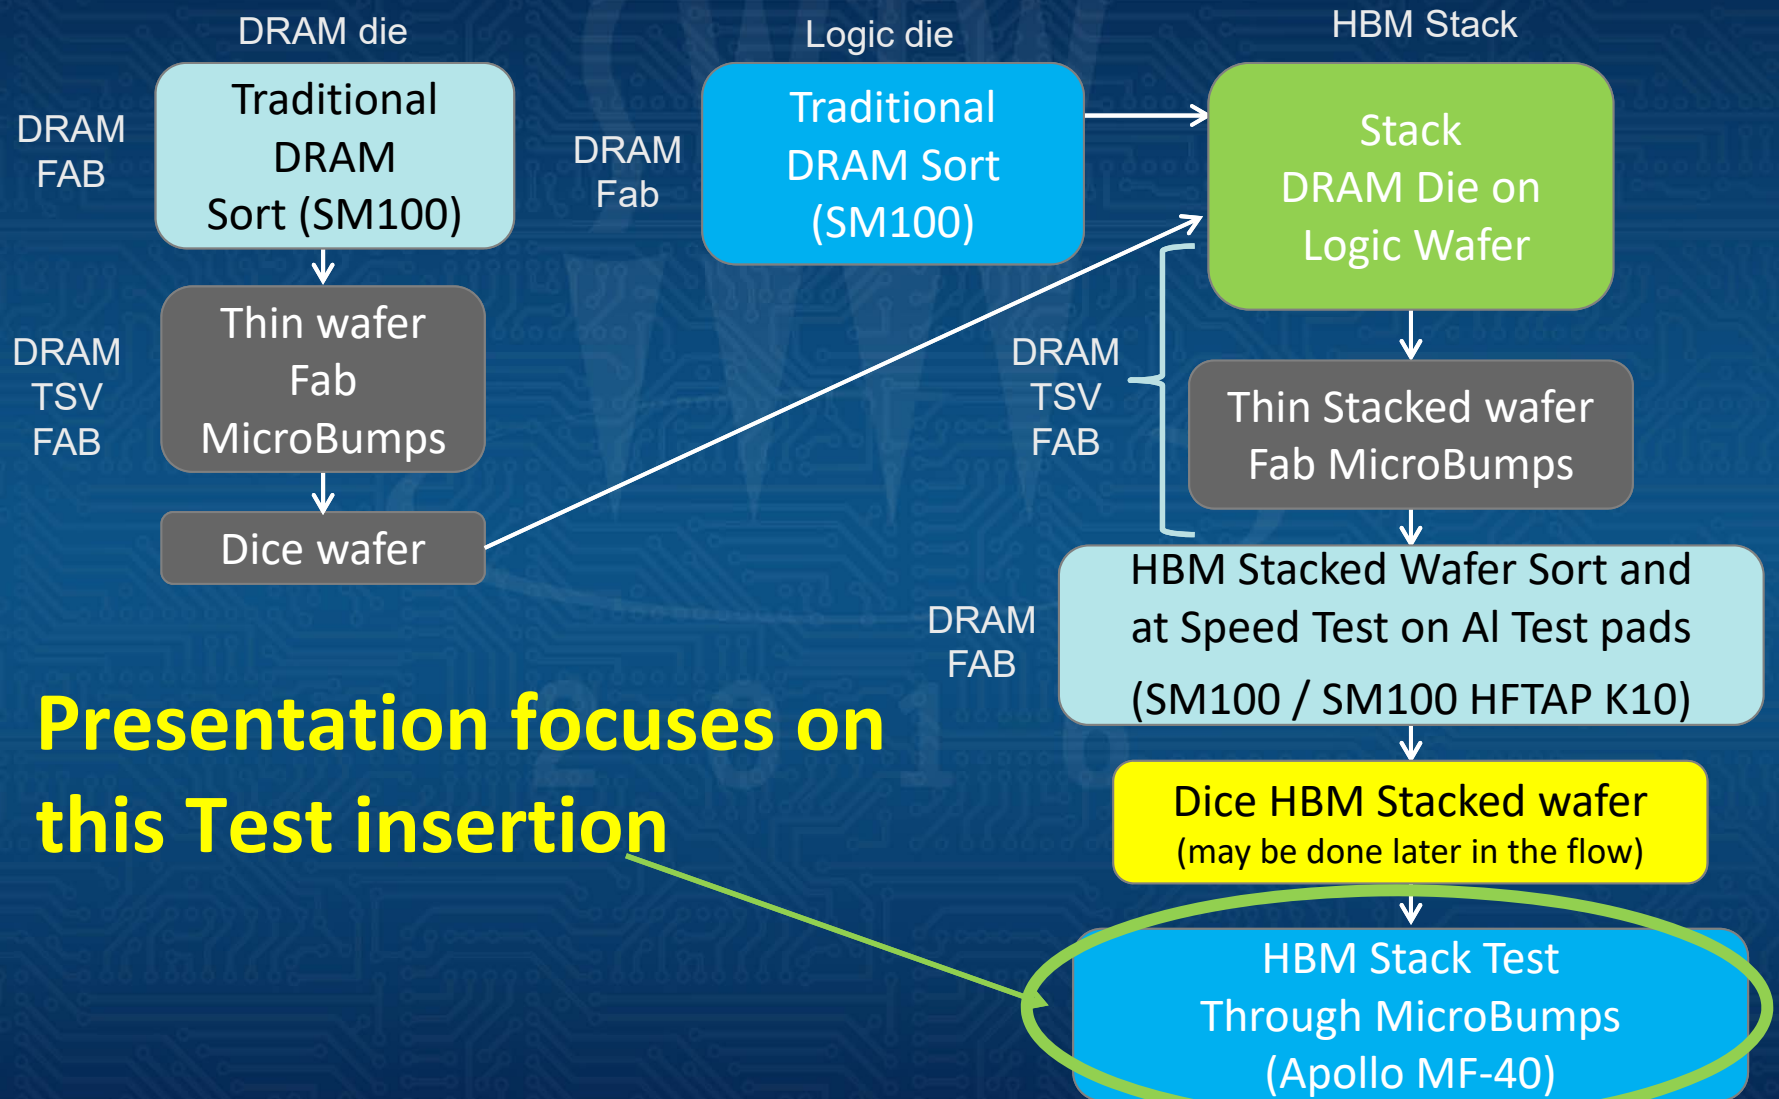 DRAM die
Logic die
HBM Stack
DRAM
FAB
Traditional
DRAM
Sort (SM100)
DRAM
Fab
Traditional
DRAM Sort
(SM100)
Stack
DRAM Die on
Logic Wafer
DRAM
TSV
FAB
Thin wafer
Fab
MicroBumps
DRAM
TSV
FAB
Thin Stacked wafer
Fab MicroBumps
Dice wafer
DRAM
FAB
HBM Stacked Wafer Sort and
at Speed Test on Al Test pads
(SM100 / SM100 HFTAP K10)
Presentation focuses on
this Test insertion
2016
Dice HBM Stacked wafer
(may be done later in the flow)
HBM Stack Test
Through MicroBumps
(Apollo MF-40)